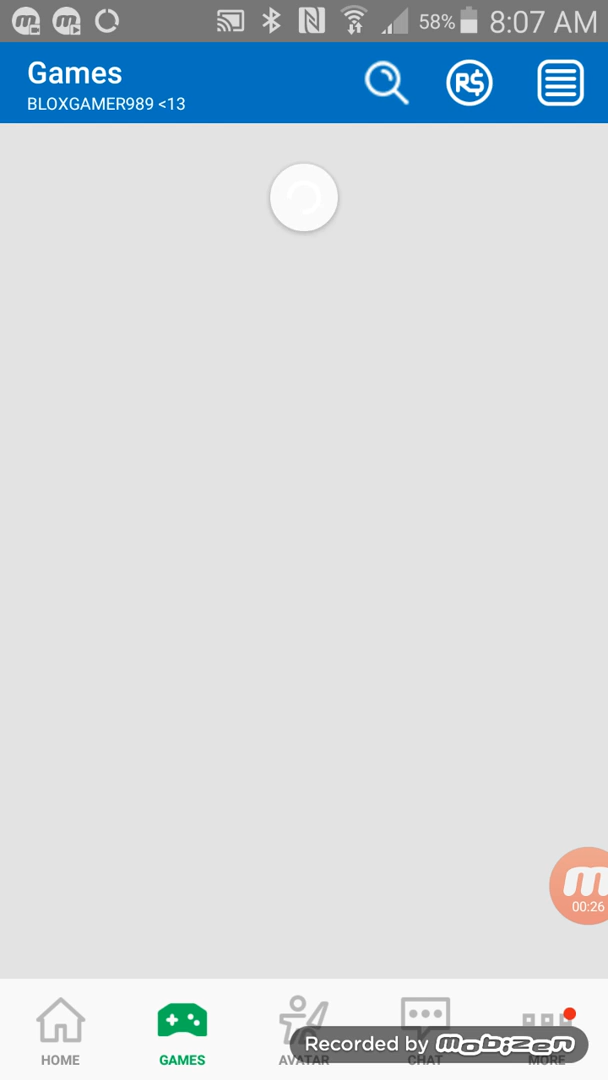 58% 8:07 AM
Games
BLOXGAMER989 <13
R$
00:26
Recorded by mobizen
HOME GAMES AVATAR CHAT MORE